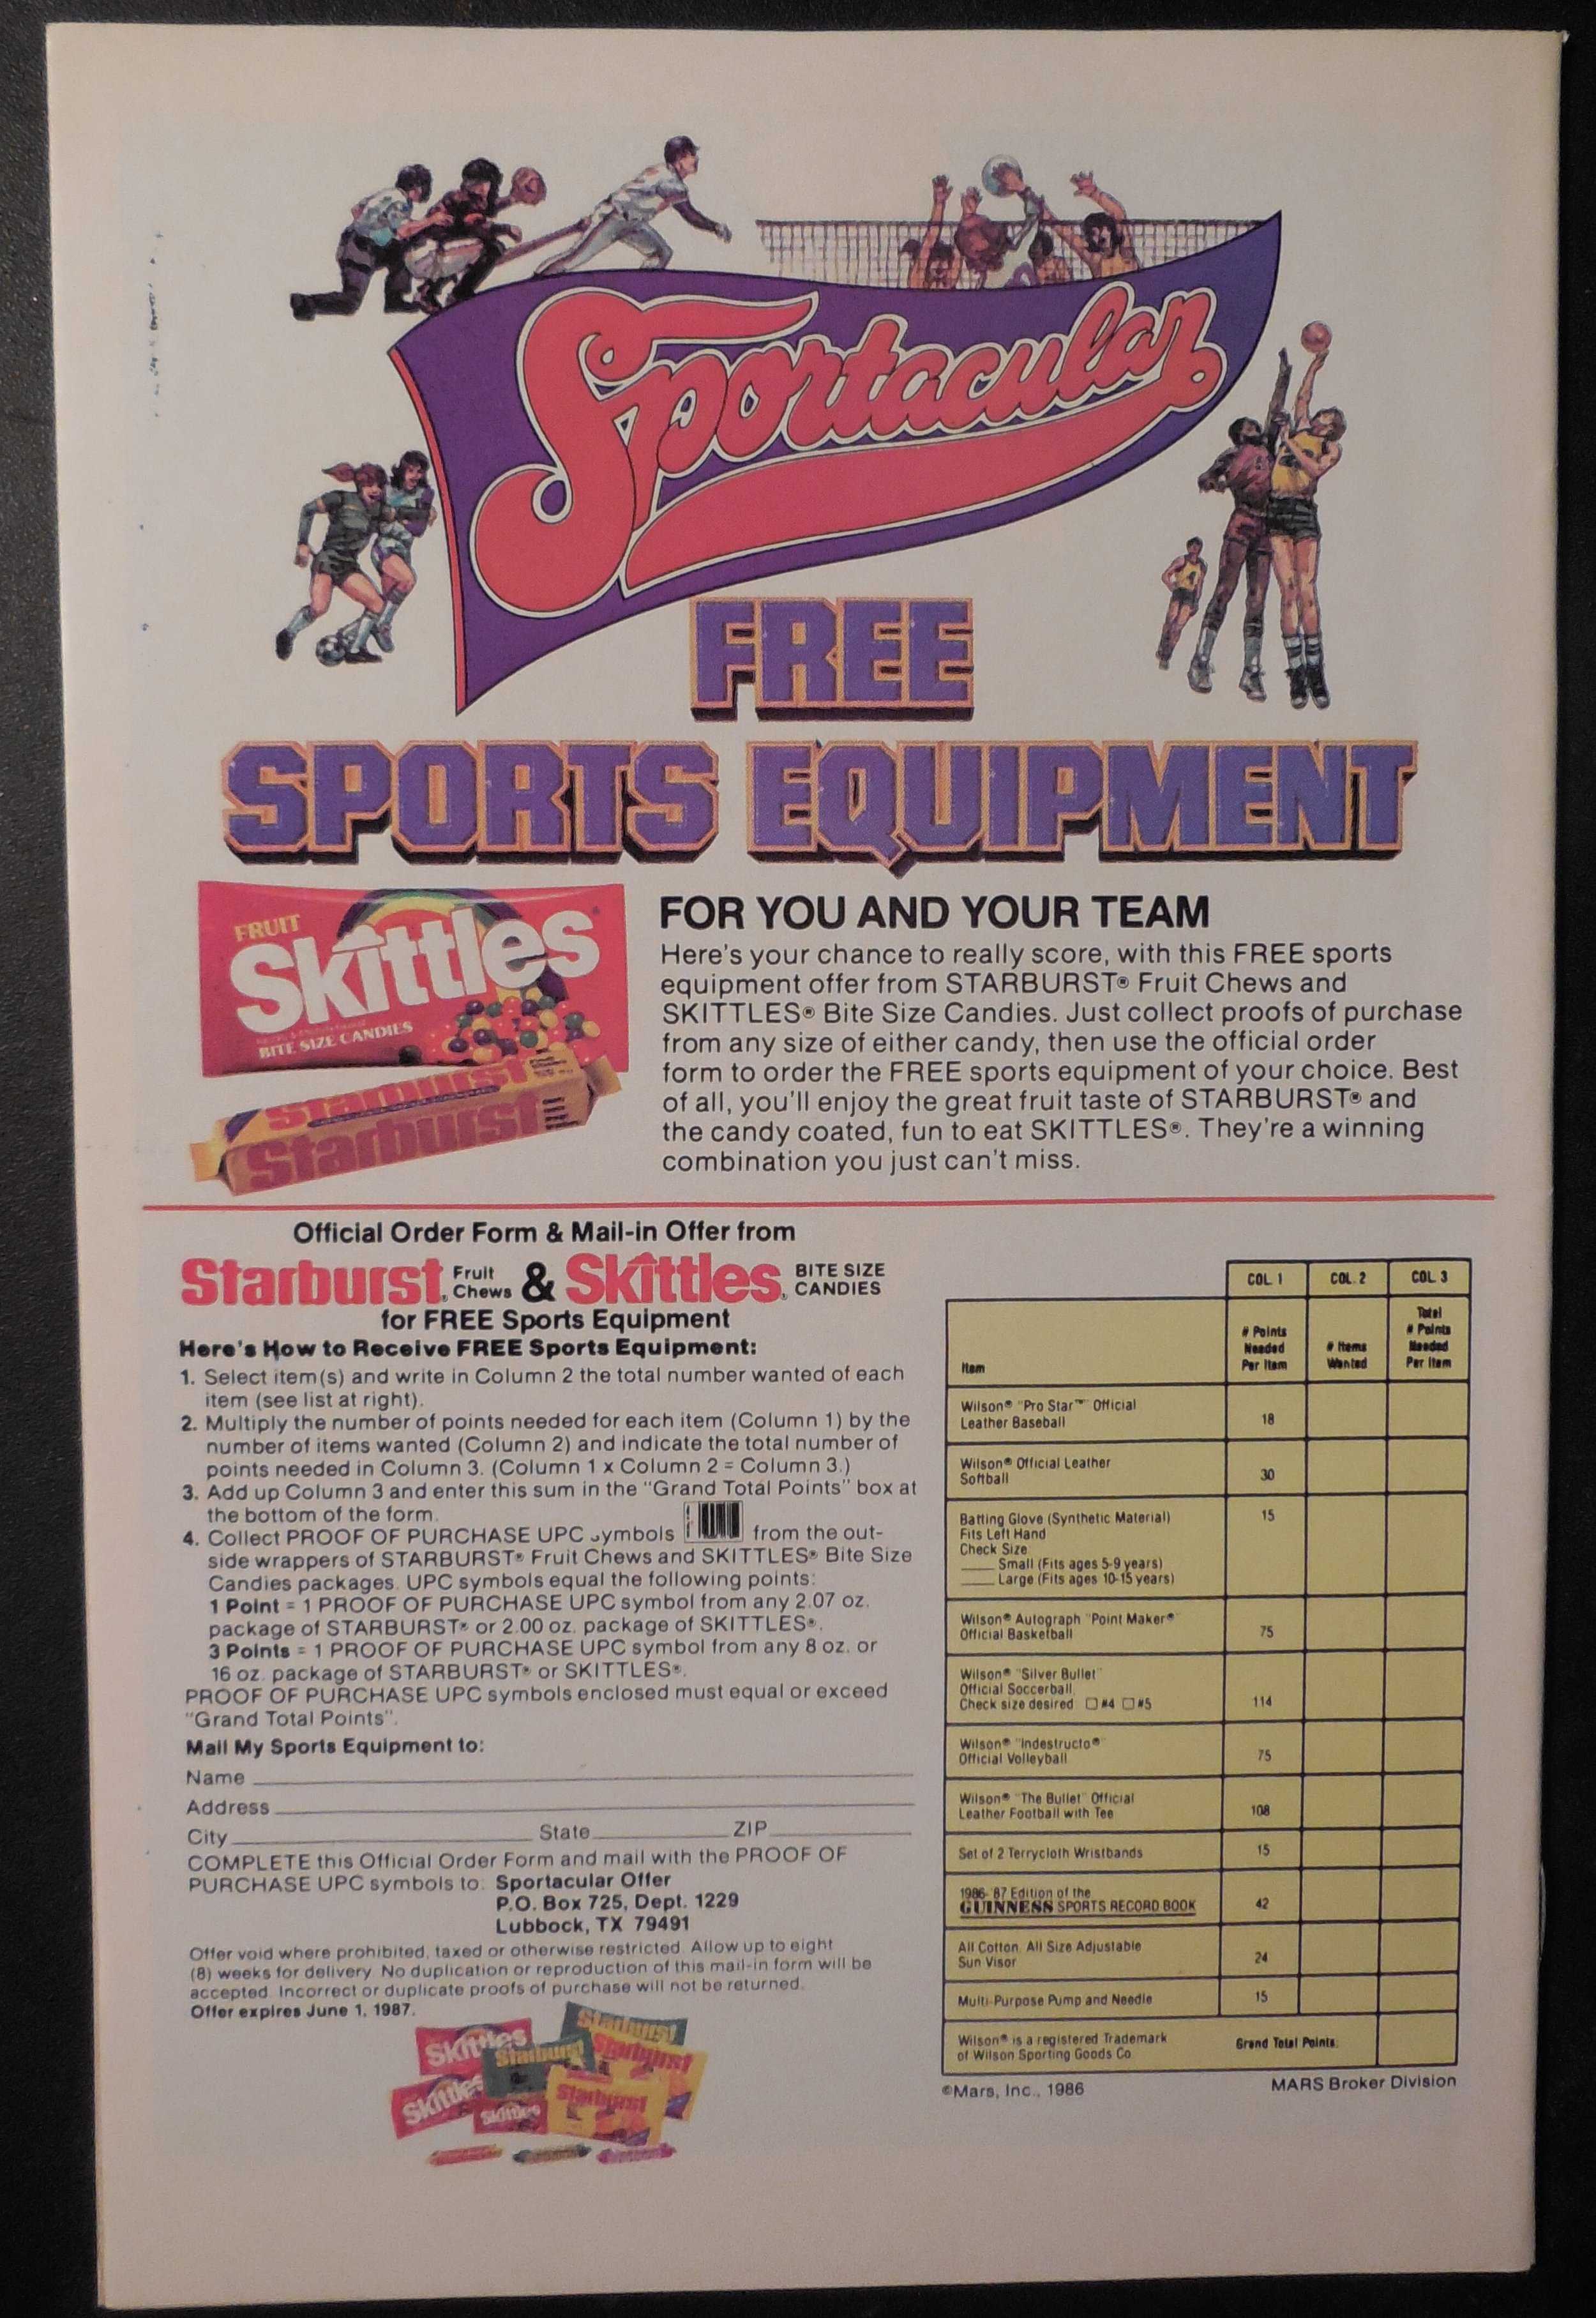 Sportacular
FREE
SPORTS EQUIPMENT
FRUIT
Skittles
BITE SIZE CANDIES
Starburst
Starburst
FOR YOU AND YOUR TEAM
Here's your chance to really score, with this FREE sports
equipment offer from STARBURST® Fruit Chews and
SKITTLES® Bite Size Candies. Just collect proofs of purchase
from any size of either candy, then use the official order
form to order the FREE sports equipment of your choice. Best
of all, you'll enjoy the great fruit taste of STARBURST® and
the candy coated, fun to eat SKITTLES®. They're a winning
combination you just can't miss.
Official Order Form & Mail-in Offer from
Starburst® Fruit Chews & Skittles® BITE SIZE CANDIES
for FREE Sports Equipment
Here's How to Receive FREE Sports Equipment:
1. Select item(s) and write in Column 2 the total number wanted of each
item (see list at right).
2. Multiply the number of points needed for each item (Column 1) by the
number of items wanted (Column 2) and indicate the total number of
points needed in Column 3. (Column 1 x Column 2 = Column 3.)
3. Add up Column 3 and enter this sum in the "Grand Total Points" box at
the bottom of the form.
4. Collect PROOF OF PURCHASE UPC symbols from the out-
side wrappers of STARBURST® Fruit Chews and SKITTLES® Bite Size
Candies packages. UPC symbols equal the following points:
1 Point = 1 PROOF OF PURCHASE UPC symbol from any 2.07 oz.
package of STARBURST® or 2.00 oz. package of SKITTLES®.
3 Points = 1 PROOF OF PURCHASE UPC symbol from any 8 oz. or
16 oz. package of STARBURST® or SKITTLES®.
PROOF OF PURCHASE UPC symbols enclosed must equal or exceed
"Grand Total Points".
Mail My Sports Equipment to:
Name
Address
City State ZIP
COMPLETE this Official Order Form and mail with the PROOF OF
PURCHASE UPC symbols to: Sportacular Offer
P.O. Box 725, Dept. 1229
Lubbock, TX 79491
Offer void where prohibited, taxed or otherwise restricted. Allow up to eight
(8) weeks for delivery. No duplication or reproduction of this mail-in form will be
accepted. Incorrect or duplicate proofs of purchase will not be returned.
Offer expires June 1, 1987.
Skittles
Starburst
Starburst
Starburst
Skittles
Skittles
Starburst
COL. 1 COL. 2 COL. 3
Item # Points Needed Per Item # Items Wanted Total # Points Needed Per Item
Wilson® "Pro Star™" Official
Leather Baseball 18
Wilson® Official Leather
Softball 30
Batting Glove (Synthetic Material) 15
Fits Left Hand
Check Size
Small (Fits ages 5-9 years)
Large (Fits ages 10-15 years)
Wilson® Autograph "Point Maker®"
Official Basketball 75
Wilson® "Silver Bullet"
Official Soccerball.
Check size desired □ #4 □ #5 114
Wilson® "Indestructo®"
Official Volleyball 75
Wilson® "The Bullet" Official
Leather Football with Tee 108
Set of 2 Terrycloth Wristbands 15
1986-'87 Edition of the
GUINNESS SPORTS RECORD BOOK 42
All Cotton, All Size Adjustable
Sun Visor 24
Multi-Purpose Pump and Needle 15
Wilson® is a registered Trademark
of Wilson Sporting Goods Co.
Grand Total Points:
©Mars, Inc., 1986 MARS Broker Division